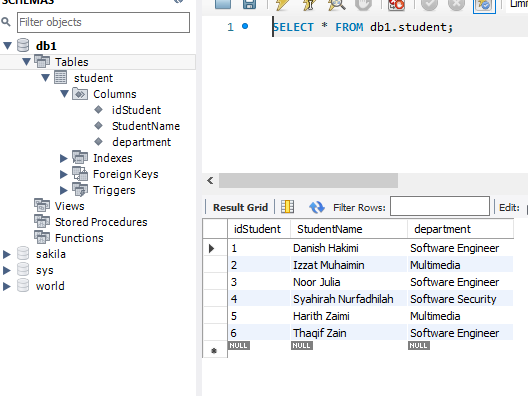 SCHEMAS
Filter objects
db1
Tables
student
Columns
idStudent
StudentName
department
Indexes
Foreign Keys
Triggers
Views
Stored Procedures
Functions
sakila
sys
world
1 SELECT * FROM db1.student;
Result Grid Filter Rows: Edit:
idStudent StudentName department
1 Danish Hakimi Software Engineer
2 Izzat Muhaimin Multimedia
3 Noor Julia Software Engineer
4 Syahirah Nurfadhilah Software Security
5 Harith Zaimi Multimedia
6 Thaqif Zain Software Engineer
NULL NULL NULL